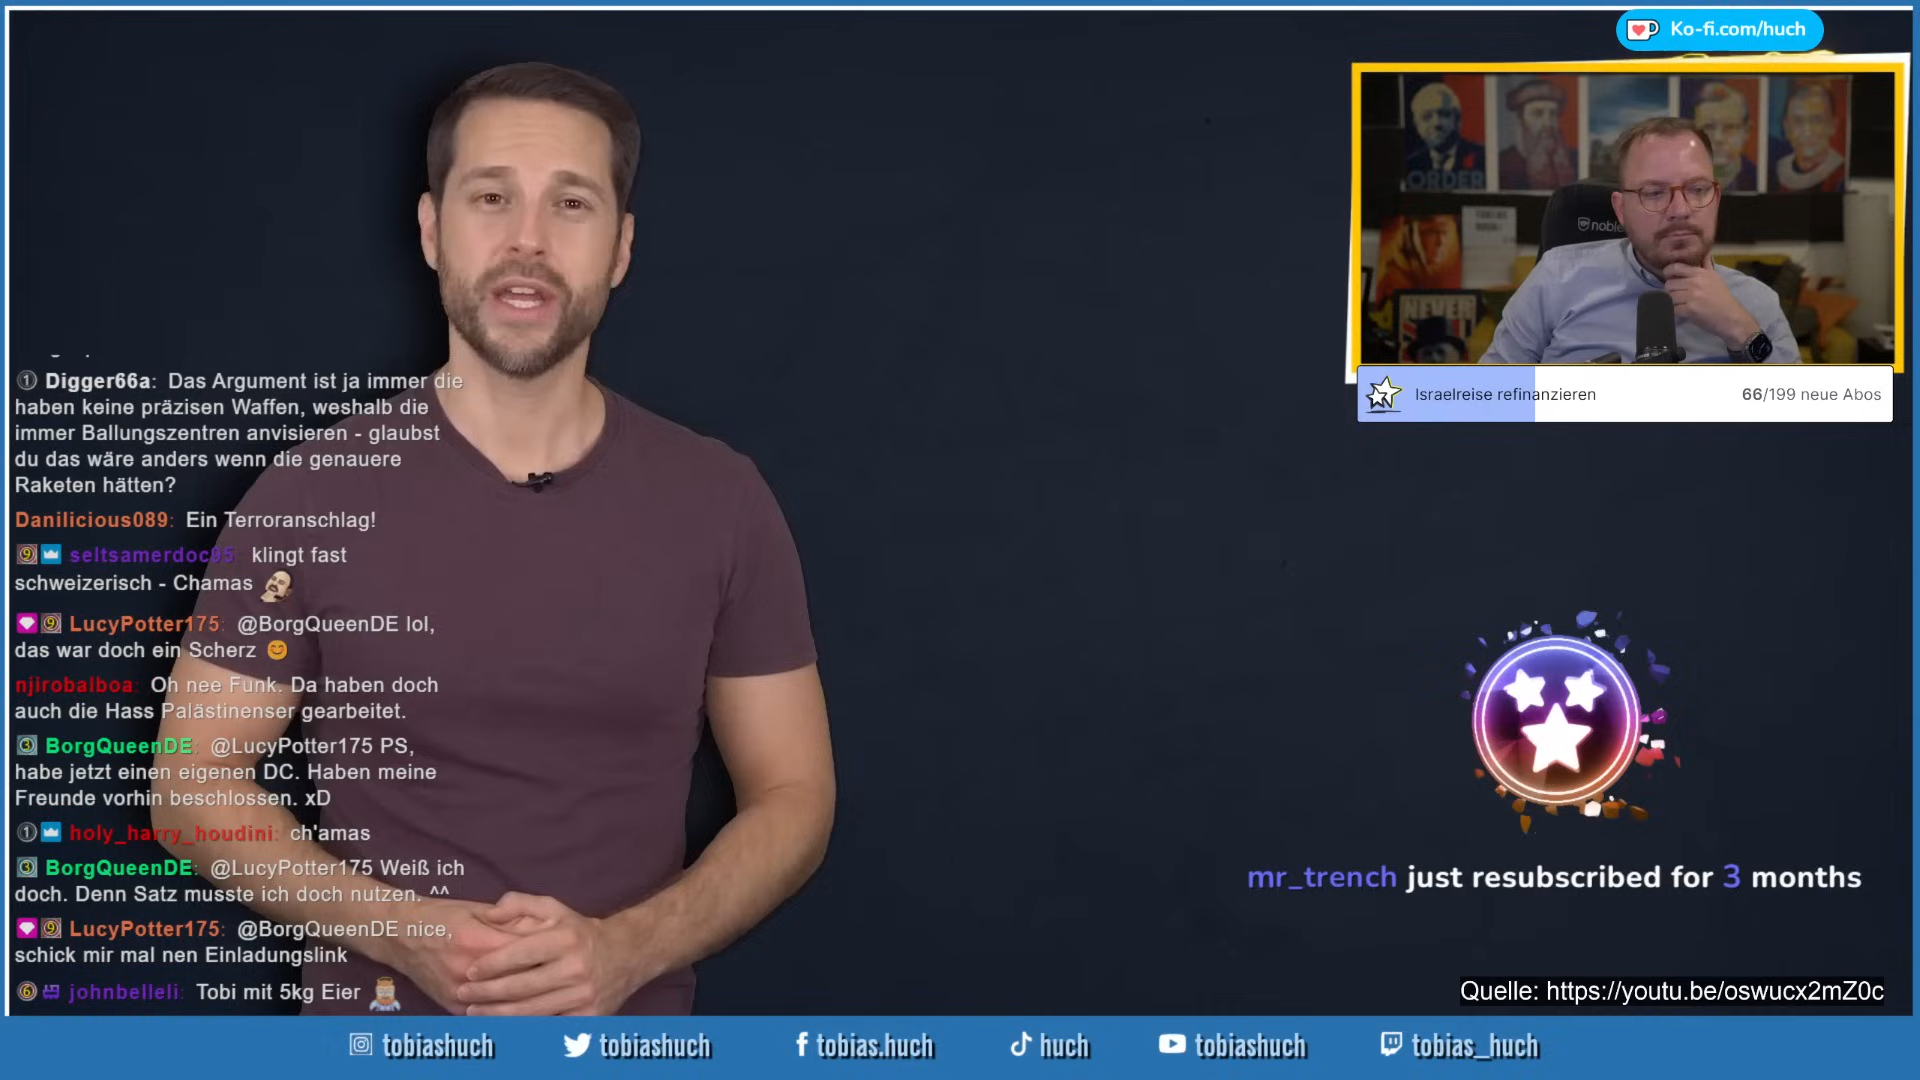 Ko-fi.com/huch
ORDER
noble
NEVER
Israelreise refinanzieren 66/199 neue Abos
Digger66a: Das Argument ist ja immer die
haben keine präzisen Waffen, weshalb die
immer Ballungszentren anvisieren - glaubst
du das wäre anders wenn die genauere
Raketen hätten?
Danilicious089: Ein Terroranschlag!
seltsamerdoc95: klingt fast
schweizerisch - Chamas
LucyPotter175: @BorgQueenDE lol,
das war doch ein Scherz 😊
njirobalboa: Oh nee Funk. Da haben doch
auch die Hass Palästinenser gearbeitet.
BorgQueenDE: @LucyPotter175 PS,
habe jetzt einen eigenen DC. Haben meine
Freunde vorhin beschlossen. xD
holy_harry_houdini: ch'amas
BorgQueenDE: @LucyPotter175 Weiß ich
doch. Denn Satz musste ich doch nutzen. ^^
LucyPotter175: @BorgQueenDE nice,
schick mir mal nen Einladungslink
johnbelleli: Tobi mit 5kg Eier
mr_trench just resubscribed for 3 months
Quelle: https://youtu.be/oswucx2mZ0c
tobiashuch tobiashuch tobias.huch huch tobiashuch tobias_huch